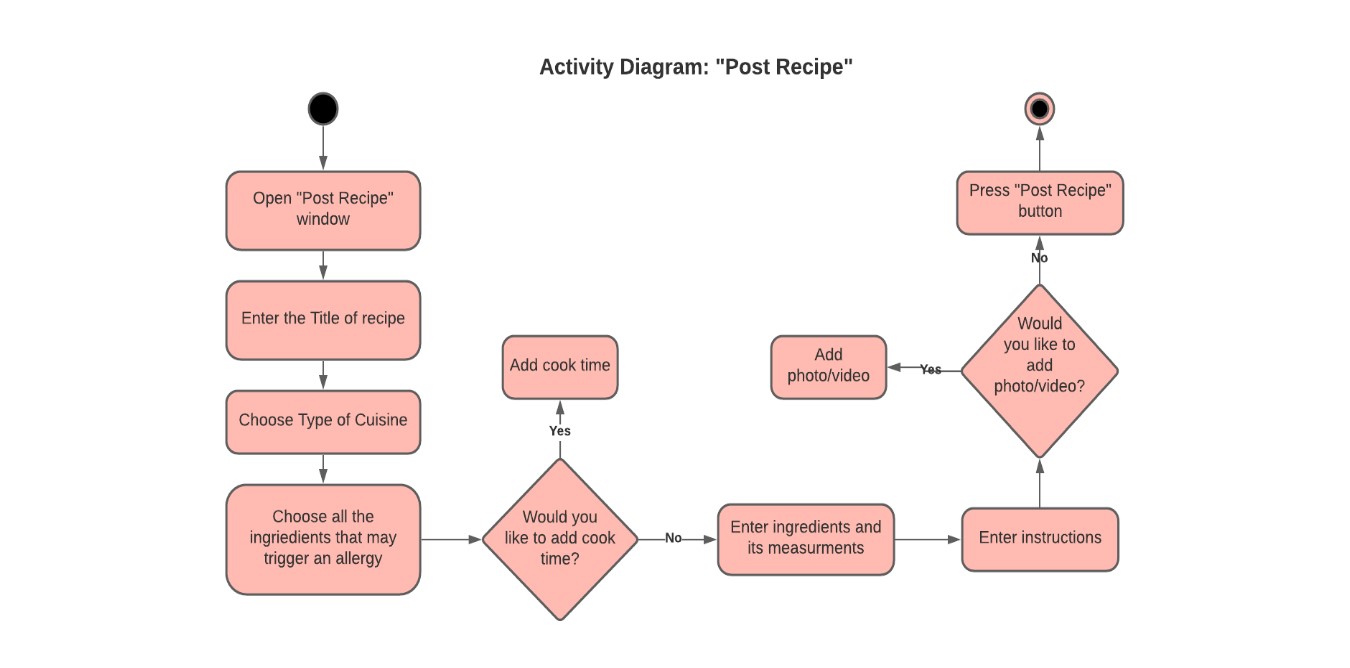 Activity Diagram: "Post Recipe"
Open "Post Recipe"
window
Enter the Title of recipe
Choose Type of Cuisine
Choose all the
ingriedients that may
trigger an allergy
Would you
like to add cook
time?
Yes
Add cook time
No
Enter ingredients and
its measurments
Enter instructions
Would
you like to
add
photo/video?
Yes
Add
photo/video
No
Press "Post Recipe"
button